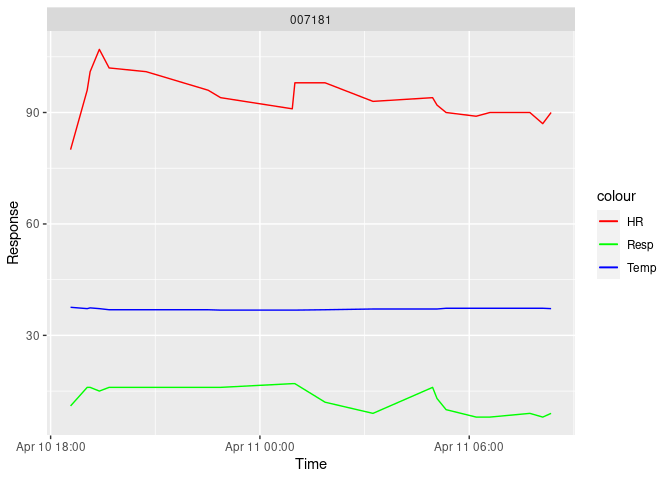 007181
90
60
30
Response
Apr 10 18:00
Apr 11 00:00
Apr 11 06:00
Time
colour
HR
Resp
Temp